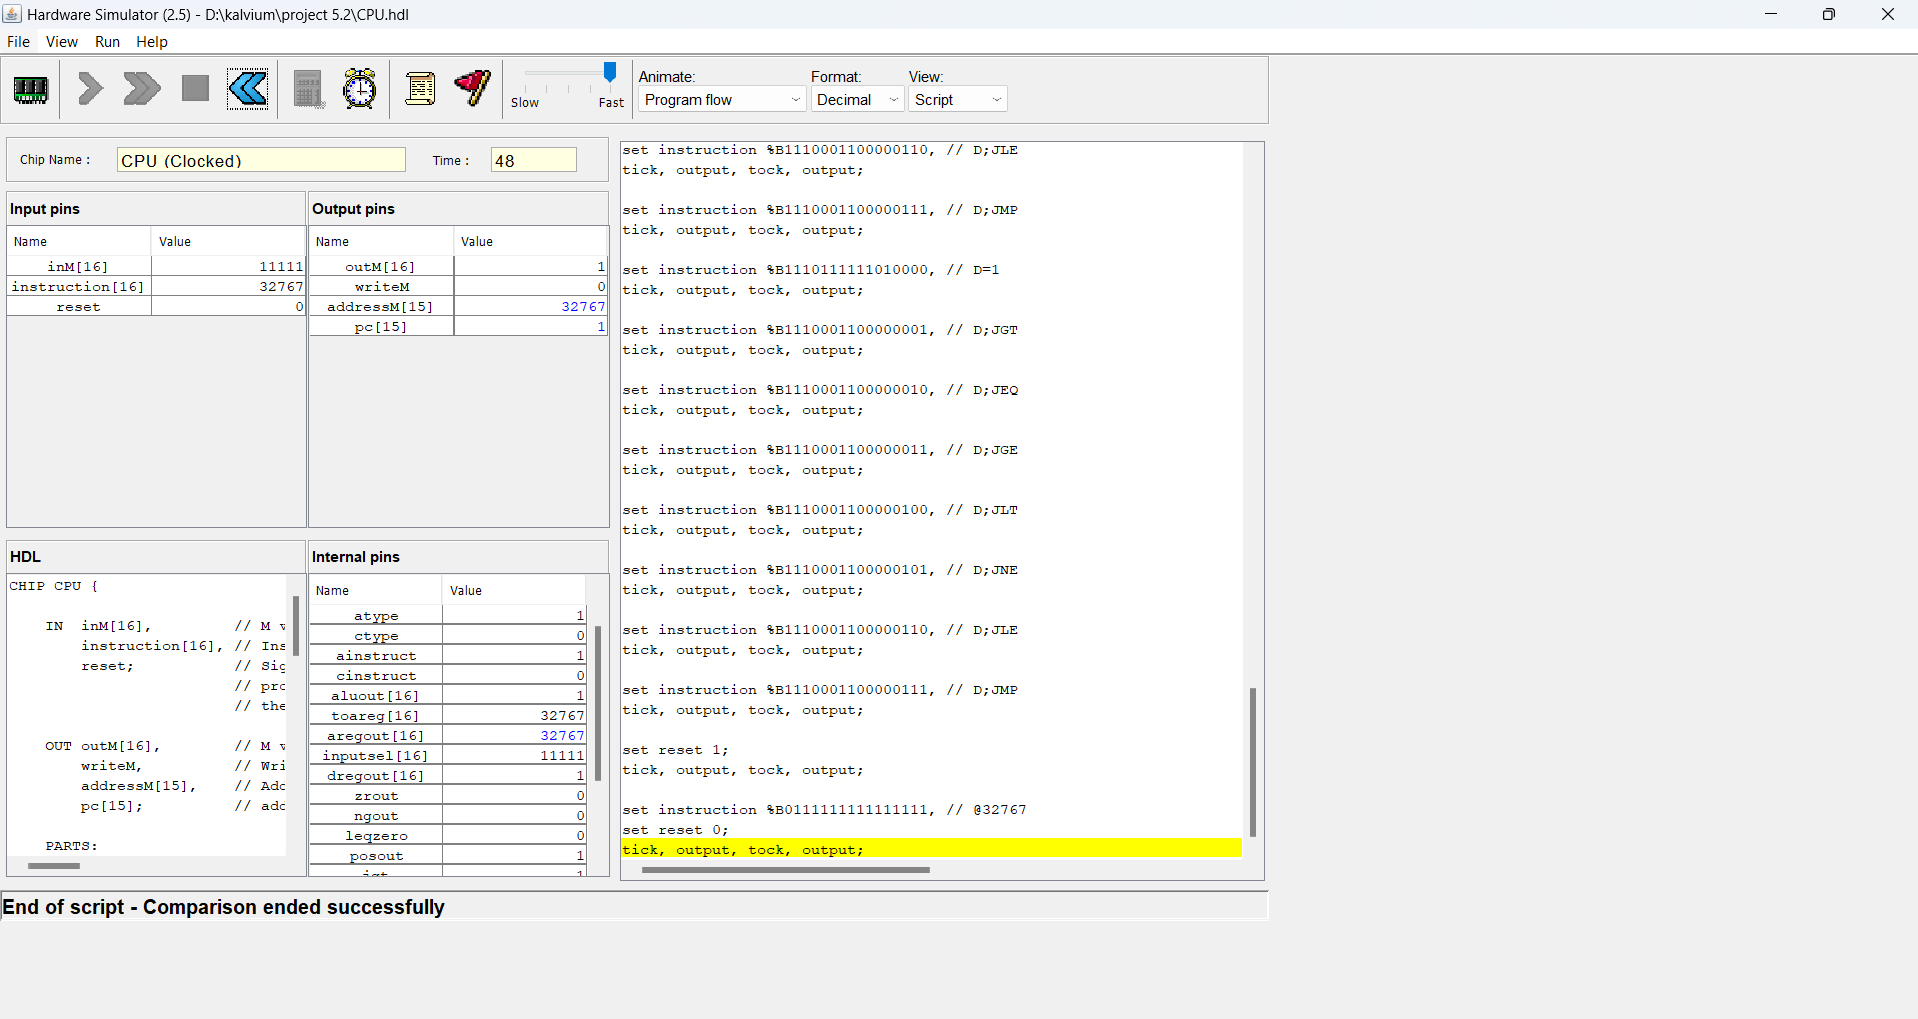 Hardware Simulator (2.5) - D:\kalvium\project 5.2\CPU.hdl
File View Run Help
Slow Fast
Animate: Format: View:
Program flow Decimal Script
Chip Name : CPU (Clocked) Time : 48
Input pins
Name Value
inM[16] 11111
instruction[16] 32767
reset 0
Output pins
Name Value
outM[16] 1
writeM 0
addressM[15] 32767
pc[15] 1
HDL
CHIP CPU {
IN inM[16], // M
instruction[16], // Ins
reset; // Sig
// pro
// the
OUT outM[16], // M
writeM, // Wri
addressM[15], // Add
pc[15]; // add
PARTS:
Internal pins
Name Value
atype 1
ctype 0
ainstruct 1
cinstruct 0
aluout[16] 1
toareg[16] 32767
aregout[16] 32767
inputsel[16] 11111
dregout[16] 1
zrout 0
ngout 0
leqzero 0
posout 1
set instruction %B1110001100000110, // D;JLE
tick, output, tock, output;
set instruction %B1110001100000111, // D;JMP
tick, output, tock, output;
set instruction %B1110111111010000, // D=1
tick, output, tock, output;
set instruction %B1110001100000001, // D;JGT
tick, output, tock, output;
set instruction %B1110001100000010, // D;JEQ
tick, output, tock, output;
set instruction %B1110001100000011, // D;JGE
tick, output, tock, output;
set instruction %B1110001100000100, // D;JLT
tick, output, tock, output;
set instruction %B1110001100000101, // D;JNE
tick, output, tock, output;
set instruction %B1110001100000110, // D;JLE
tick, output, tock, output;
set instruction %B1110001100000111, // D;JMP
tick, output, tock, output;
set reset 1;
tick, output, tock, output;
set instruction %B0111111111111111, // @32767
set reset 0;
tick, output, tock, output;
End of script - Comparison ended successfully